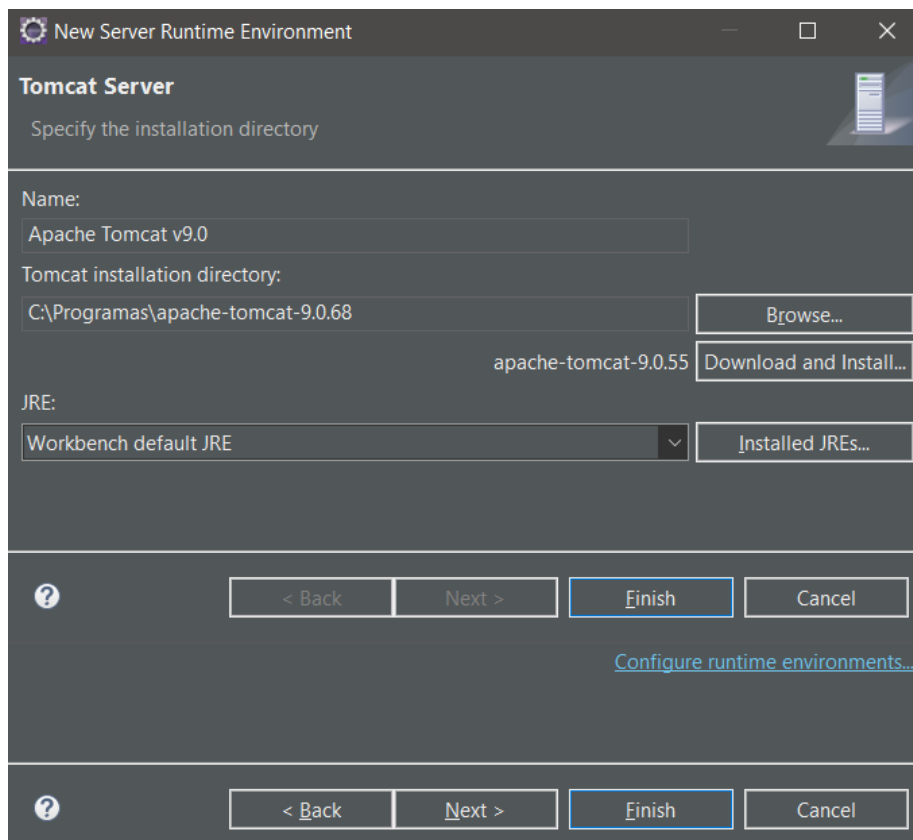 New Server Runtime Environment
Tomcat Server
Specify the installation directory
Name:
Apache Tomcat v9.0
Tomcat installation directory:
C:\Programas\apache-tomcat-9.0.68
Browse...
apache-tomcat-9.0.55 Download and Install...
JRE:
Workbench default JRE
Installed JREs...
< Back Next > Finish Cancel
Configure runtime environments...
< Back Next > Finish Cancel